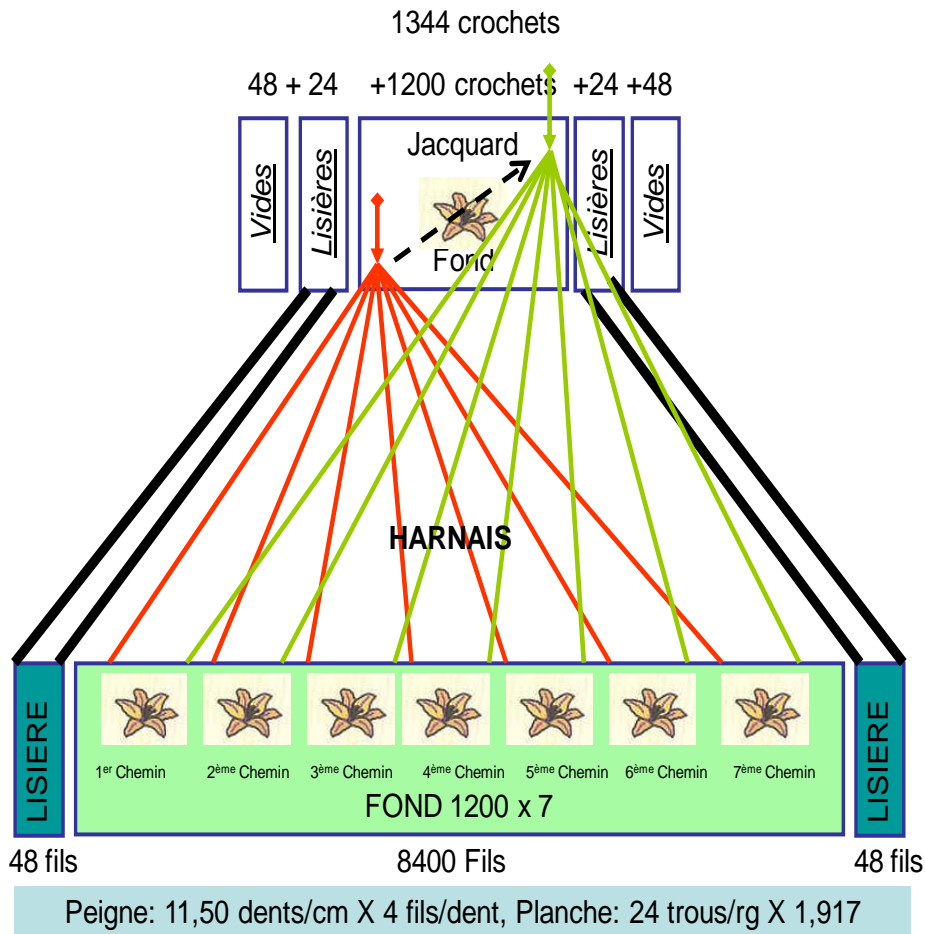 1344 crochets
48 + 24 +1200 crochets +24 +48
Vides
Lisières
Jacquard
Fond
Lisières
Vides
HARNAIS
LISIERE
1er Chemin 2ème Chemin 3ème Chemin 4ème Chemin 5ème Chemin 6ème Chemin 7ème Chemin
FOND 1200 x 7
LISIERE
48 fils 8400 Fils 48 fils
Peigne: 11,50 dents/cm X 4 fils/dent, Planche: 24 trous/rg X 1,917